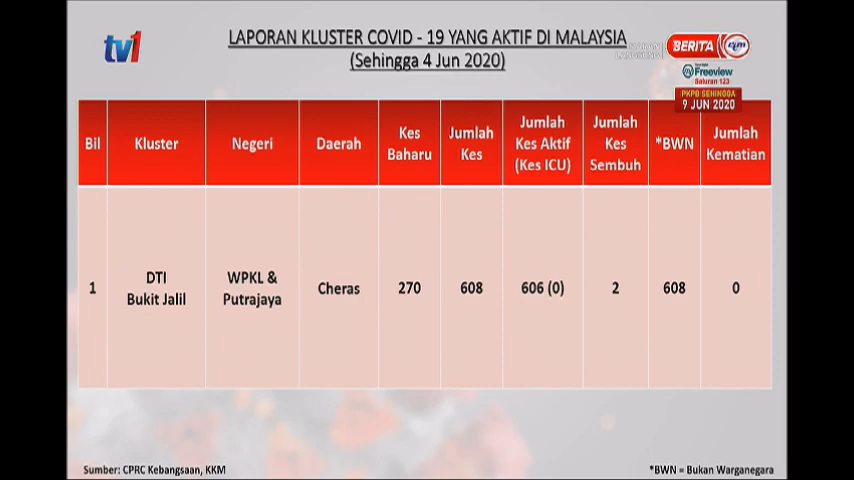 tv1
LAPORAN KLUSTER COVID - 19 YANG AKTIF DI MALAYSIA
(Sehingga 4 Jun 2020)
BERITA rtm
Freeview
Saluran 123
PKPB SEHINGGA
9 JUN 2020
Bil
Kluster
Negeri
Daerah
Kes
Baharu
Jumlah
Kes
Jumlah
Kes Aktif
(Kes ICU)
Jumlah
Kes
Sembuh
*BWN
Jumlah
Kematian
1
DTI
Bukit Jalil
WPKL &
Putrajaya
Cheras
270
608
606 (0)
2
608
0
Sumber: CPRC Kebangsaan, KKM
*BWN = Bukan Warganegara